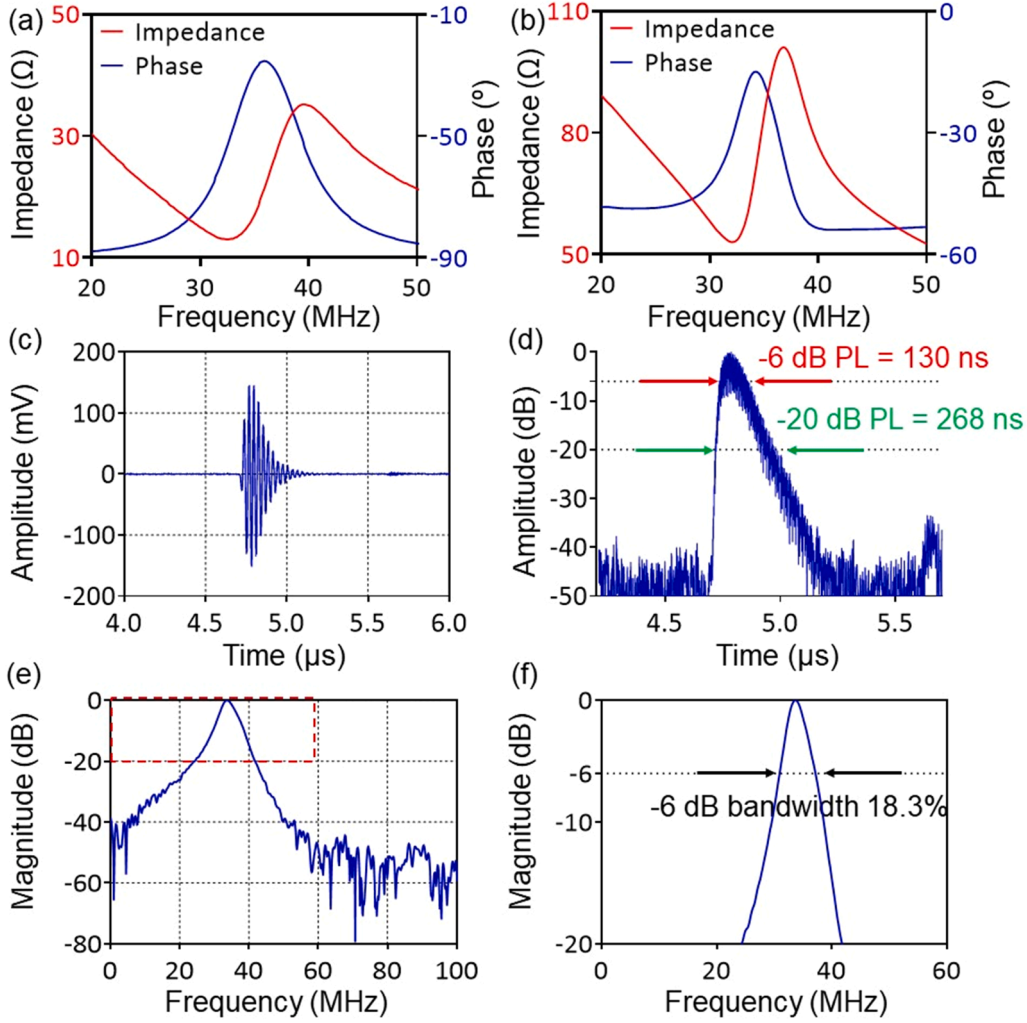 (a)
50
30
10
Impedance (Ω)
Impedance
Phase
-10
-50
-90
Phase (º)
20 30 40 50
Frequency (MHz)
(b)
110
80
50
Impedance (Ω)
Impedance
Phase
0
-30
-60
Phase (º)
20 30 40 50
Frequency (MHz)
(c)
200
100
0
-100
-200
Amplitude (mV)
4.0 4.5 5.0 5.5 6.0
Time (µs)
(d)
0
-10
-20
-30
-40
-50
Amplitude (dB)
-6 dB PL = 130 ns
-20 dB PL = 268 ns
4.5 5.0 5.5
Time (µs)
(e)
0
-20
-40
-60
-80
Magnitude (dB)
0 20 40 60 80 100
Frequency (MHz)
(f)
0
-6
-10
-20
Magnitude (dB)
-6 dB bandwidth 18.3%
0 20 40 60
Frequency (MHz)